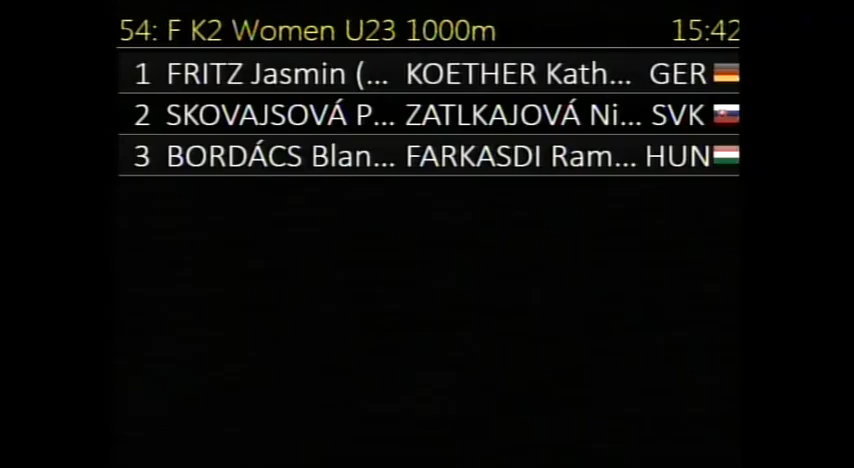 54: F K2 Women U23 1000m 15:42
1 FRITZ Jasmin (... KOETHER Kath... GER
2 SKOVAJSOVÁ P... ZATLKAJOVÁ Ni... SVK
3 BORDÁCS Blan... FARKASDI Ram... HUN